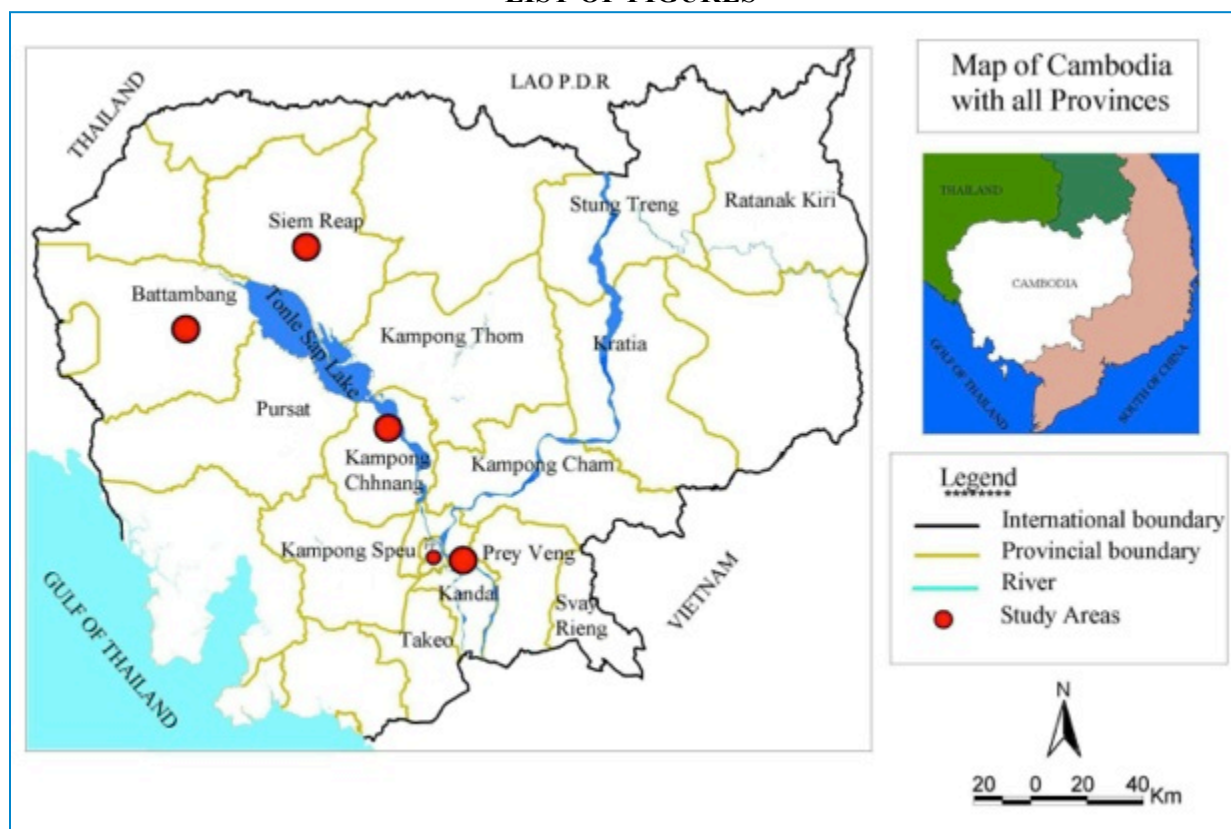 LIST OF FIGURES
THAILAND
LAO P.D.R
Siem Reap
Stung Treng
Ratanak Kiri
Battambang
Tonle Sap Lake
Kampong Thom
Kratia
Pursat
Kampong
Chhnang
Kampong Cham
Kampong Speu
Prey Veng
Kandal
Svay
Rieng
Takeo
VIETNAM
GULF OF THAILAND
Map of Cambodia
with all Provinces
THAILAND
CAMBODIA
GULF OF THAILAND
SOUTH OF CHINA
Legend
********
International boundary
Provincial boundary
River
Study Areas
N
20 0 20 40 Km